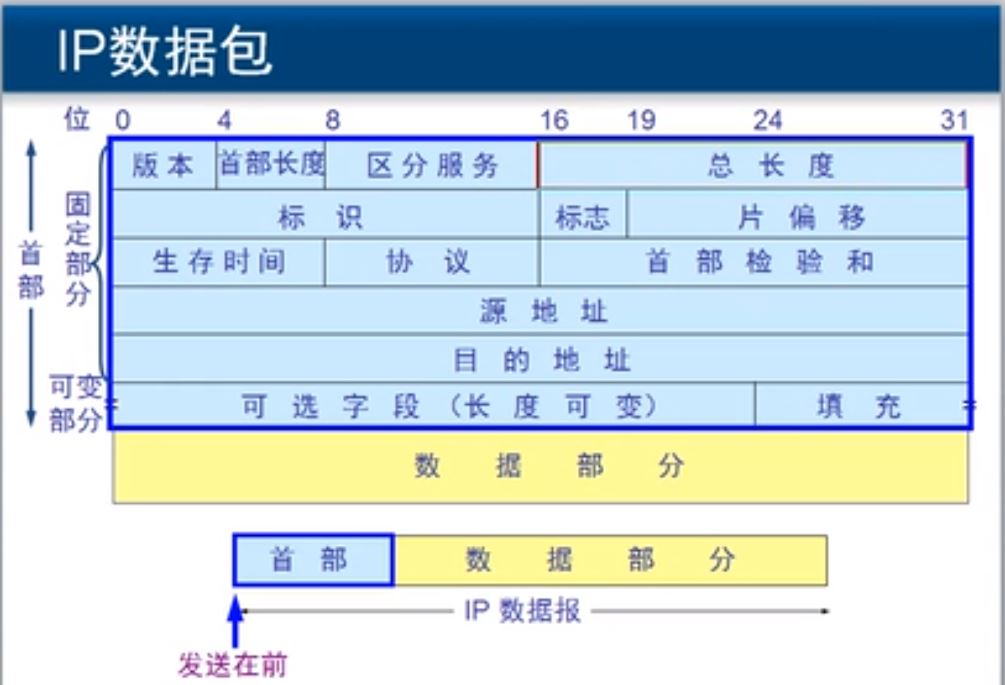 IP数据包
位 0 4 8 16 19 24 31
版本 首部长度 区分服务 总长度
标识 标志 片偏移
生存时间 协议 首部检验和
源地址
目的地址
可选字段（长度可变） 填充
首部
固定部分
可变部分
数据部分
首部 数据部分
IP 数据报
发送在前